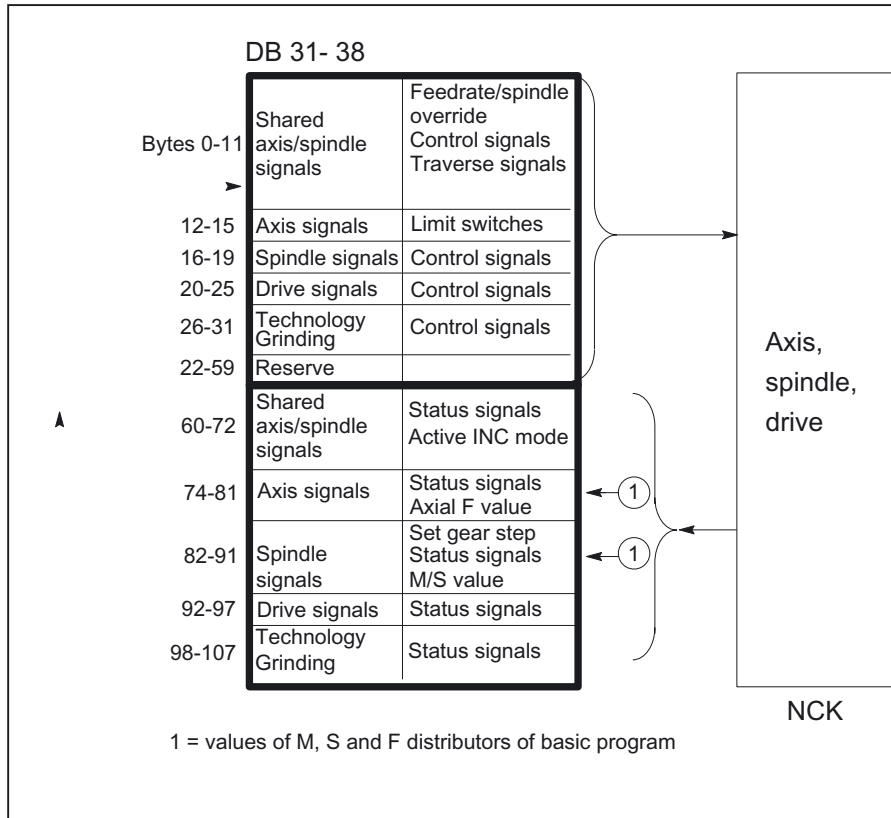 DB 31- 38
Bytes 0-11
Shared
axis/spindle
signals
Feedrate/spindle
override
Control signals
Traverse signals
12-15 Axis signals Limit switches
16-19 Spindle signals Control signals
20-25 Drive signals Control signals
26-31
Technology
Grinding
Control signals
22-59 Reserve
60-72
Shared
axis/spindle
signals
Status signals
Active INC mode
74-81 Axis signals
Status signals
Axial F value
1
82-91
Spindle
signals
Set gear step
Status signals
M/S value
1
92-97 Drive signals Status signals
98-107
Technology
Grinding
Status signals
Axis,
spindle,
drive
NCK
1 = values of M, S and F distributors of basic program